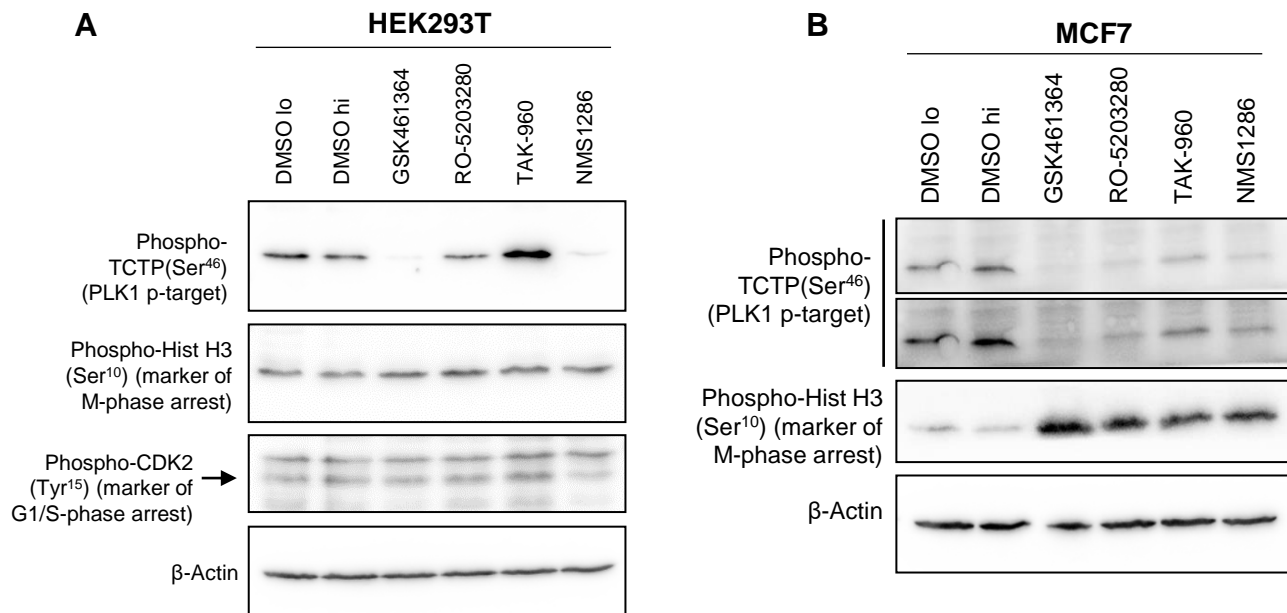 A
HEK293T
DMSO lo
DMSO hi
GSK461364
RO-5203280
TAK-960
NMS1286
Phospho-
TCTP(Ser⁴⁶)
(PLK1 p-target)
Phospho-Hist H3
(Ser¹⁰) (marker of
M-phase arrest)
Phospho-CDK2
(Tyr¹⁵) (marker of
G1/S-phase arrest)
β-Actin
B
MCF7
DMSO lo
DMSO hi
GSK461364
RO-5203280
TAK-960
NMS1286
Phospho-
TCTP(Ser⁴⁶)
(PLK1 p-target)
Phospho-Hist H3
(Ser¹⁰) (marker of
M-phase arrest)
β-Actin